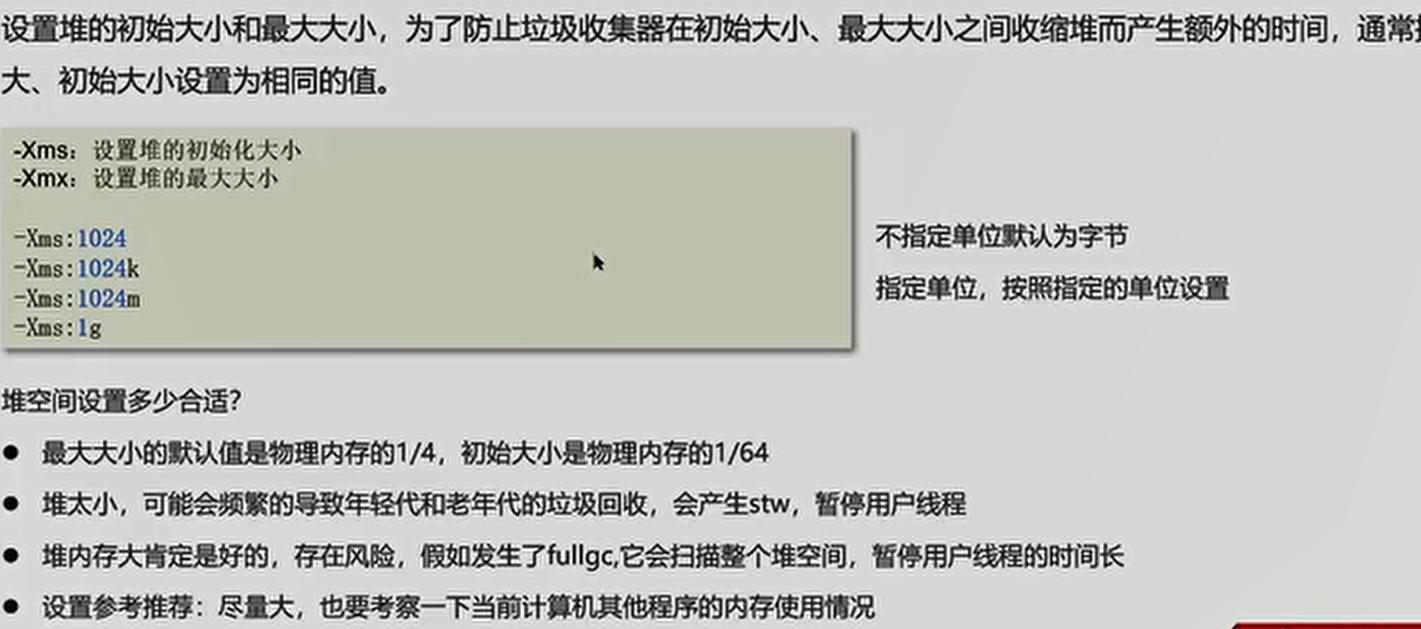 设置堆的初始大小和最大大小，为了防止垃圾收集器在初始大小、最大大小之间收缩堆而产生额外的时间，通常
大、初始大小设置为相同的值。
-Xms：设置堆的初始化大小
-Xmx：设置堆的最大大小
-Xms:1024
-Xms:1024k
-Xms:1024m
-Xms:1g
不指定单位默认为字节
指定单位，按照指定的单位设置
堆空间设置多少合适？
● 最大大小的默认值是物理内存的1/4，初始大小是物理内存的1/64
● 堆太小，可能会频繁的导致年轻代和老年代的垃圾回收，会产生stw，暂停用户线程
● 堆内存大肯定是好的，存在风险，假如发生了fullgc,它会扫描整个堆空间，暂停用户线程的时间长
● 设置参考推荐：尽量大，也要考察一下当前计算机其他程序的内存使用情况